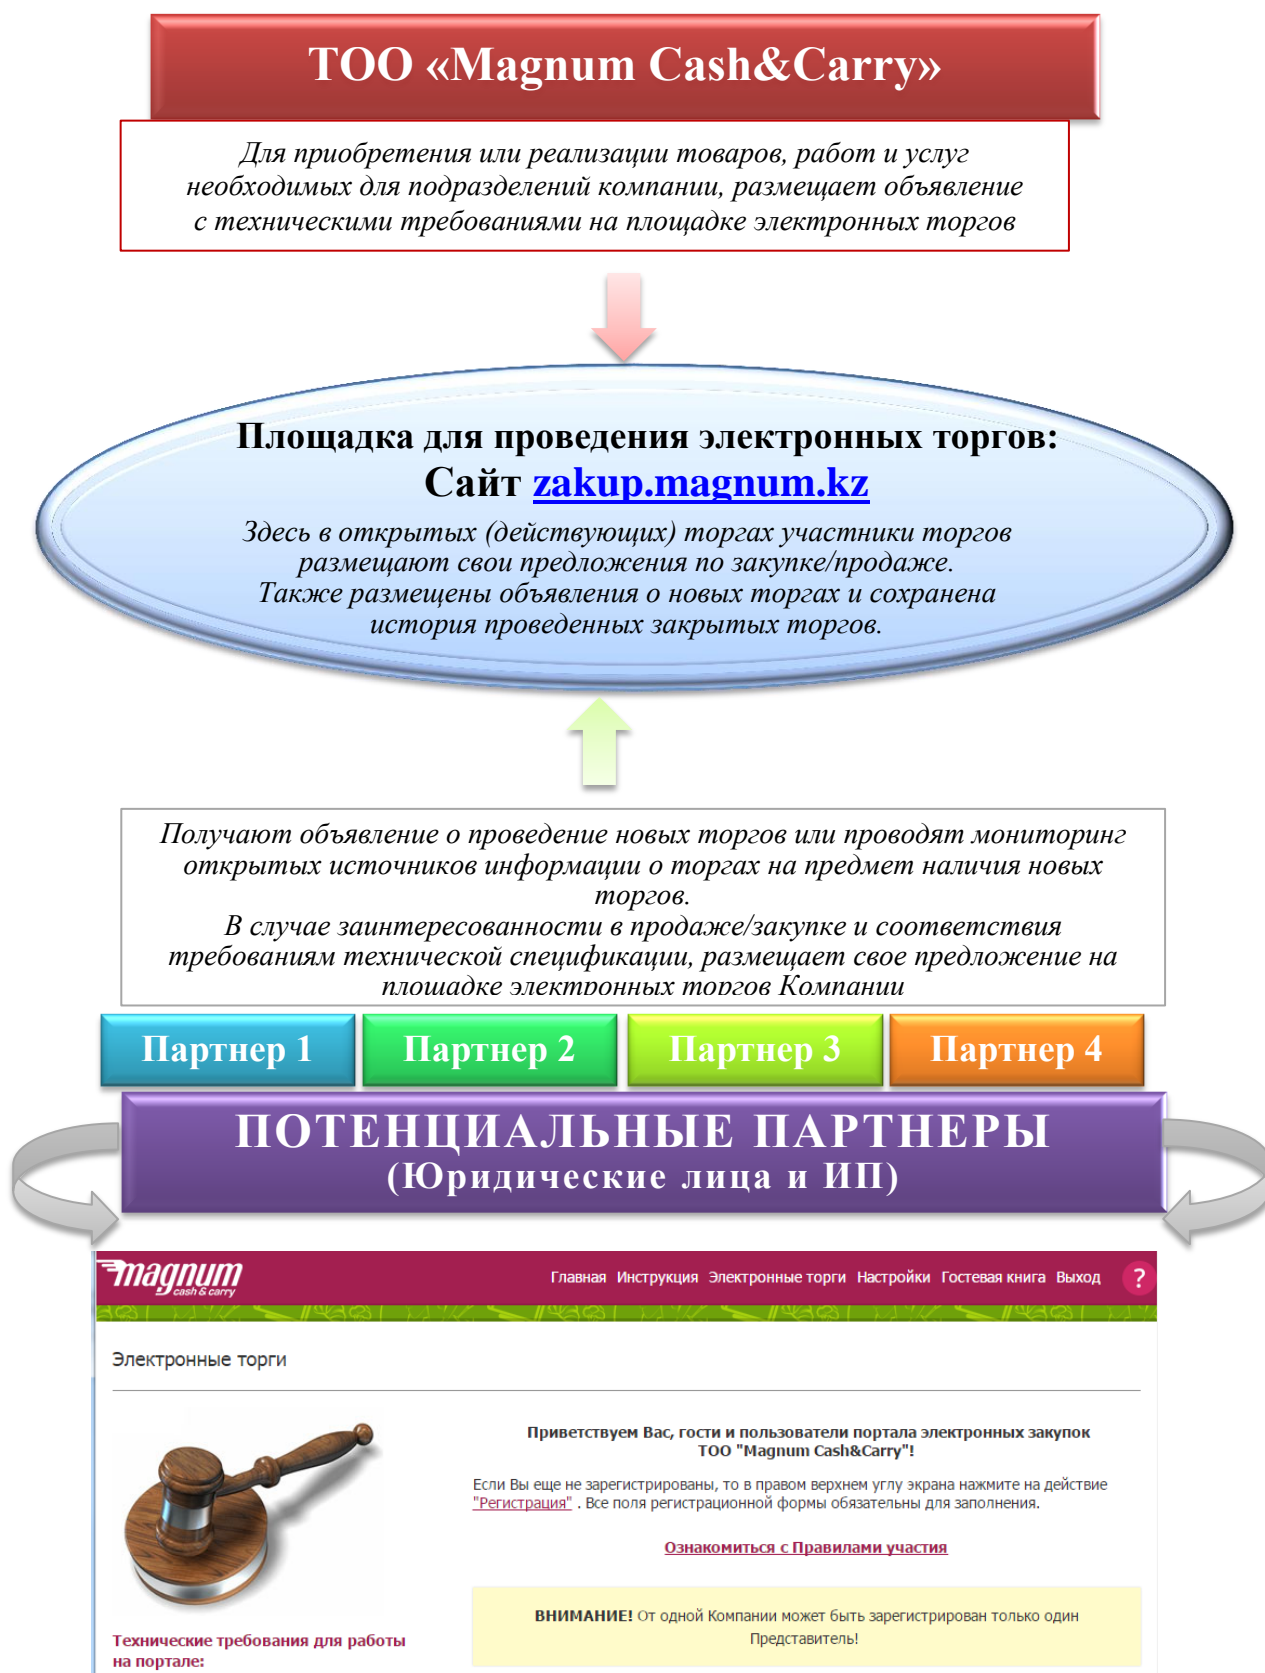 ТОО «Magnum Cash&Carry»
Для приобретения или реализации товаров, работ и услуг
необходимых для подразделений компании, размещает объявление
с техническими требованиями на площадке электронных торгов
Площадка для проведения электронных торгов:
Сайт zakup.magnum.kz
Здесь в открытых (действующих) торгах участники торгов
размещают свои предложения по закупке/продаже.
Также размещены объявления о новых торгах и сохранена
история проведенных закрытых торгов.
Получают объявление о проведение новых торгов или проводят мониторинг
открытых источников информации о торгах на предмет наличия новых
торгов.
В случае заинтересованности в продаже/закупке и соответствия
требованиям технической спецификации, размещает свое предложение на
площадке электронных торгов Компании
Партнер 1 Партнер 2 Партнер 3 Партнер 4
ПОТЕНЦИАЛЬНЫЕ ПАРТНЕРЫ
(Юридические лица и ИП)
magnum
cash & carry
Главная Инструкция Электронные торги Настройки Гостевая книга Выход ?
Электронные торги
Приветствуем Вас, гости и пользователи портала электронных закупок
ТОО "Magnum Cash&Carry"!
Если Вы еще не зарегистрированы, то в правом верхнем углу экрана нажмите на действие
"Регистрация" . Все поля регистрационной формы обязательны для заполнения.
Ознакомиться с Правилами участия
ВНИМАНИЕ! От одной Компании может быть зарегистрирован только один
Представитель!
Технические требования для работы
на портале: